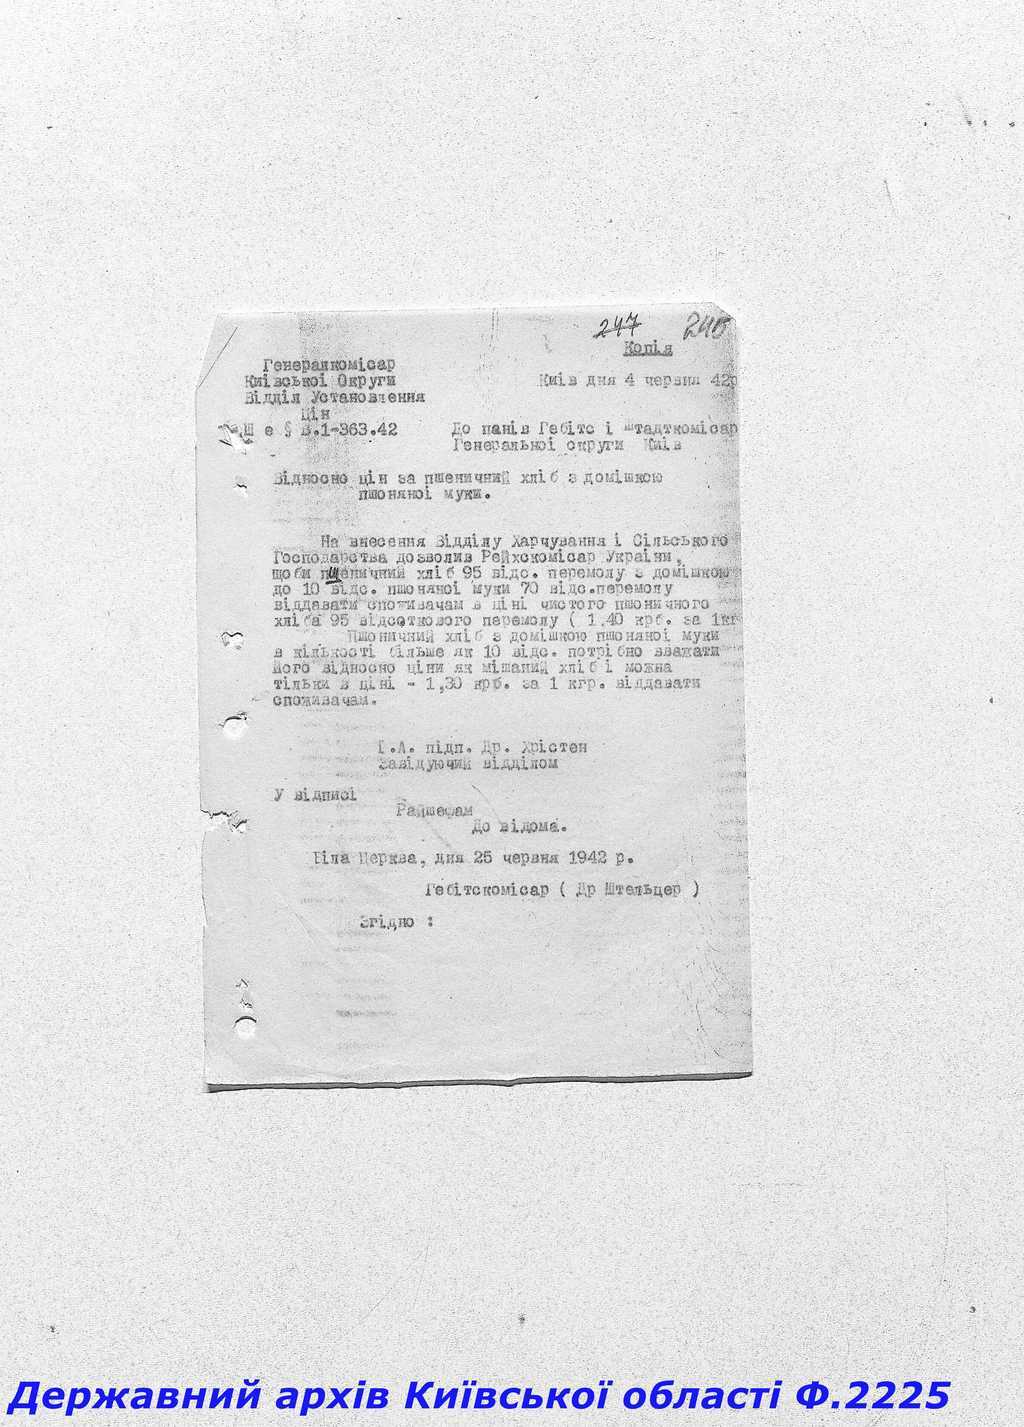 247 246
Копія
Генералкомісар
Київської Округи
Київ дня 4 червня 42р
Відділ Установлення
Цін
Ш е § В.1-363.42
До панів Гебітс і штадткомісар
Генеральної округи Київ
Відносно цін за пшеничний хліб з домішкою
пшоняної муки.
На внесення Відділу Харчування і Сільського
Господарства дозволив Рейхскомісар України,
щоби пшеничний хліб 95 відс. перемолу з домішкою
до 10 відс. пшоняної муки 70 відс.перемолу
віддавати споживачам в ціні чистого пшоничного
хліба 95 відсоткового перемолу ( 1,40 крб. за 1кг
Пшоничний хліб з домішкою пшоняної муки
в кількості більше як 10 відс. потрібно вважати
його відносно ціни як мішаний хліб і можна
тільки в ціні - 1,30 крб. за 1 кгр. віддавати
споживачам.
І.А. підп. Др. Хрістен
Завідуючий відділом
У відписі
Райшефам
До відома.
Біла Церква, дня 25 червня 1942 р.
Гебітскомісар ( Др Штельцер )
Згідно :
Державний архів Київської області Ф.2225